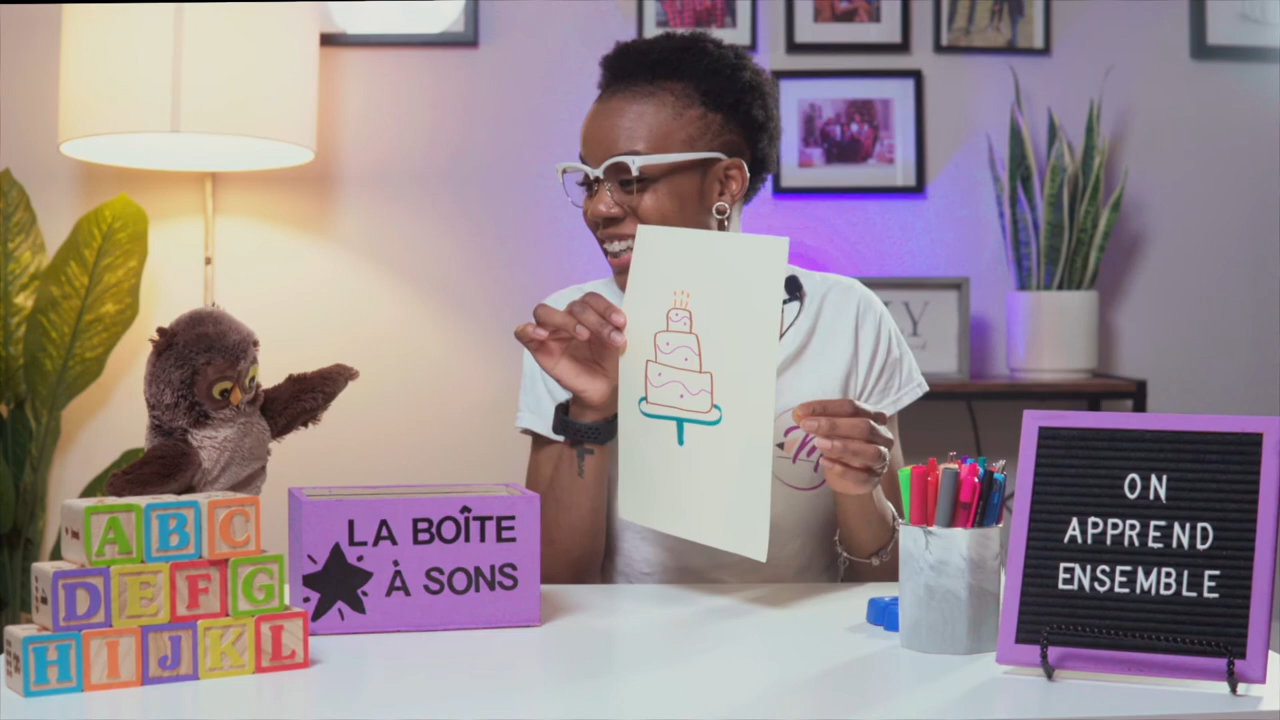 A B C
D E F G
H I J K L
LA BOÎTE
À SONS
ON
APPREND
ENSEMBLE